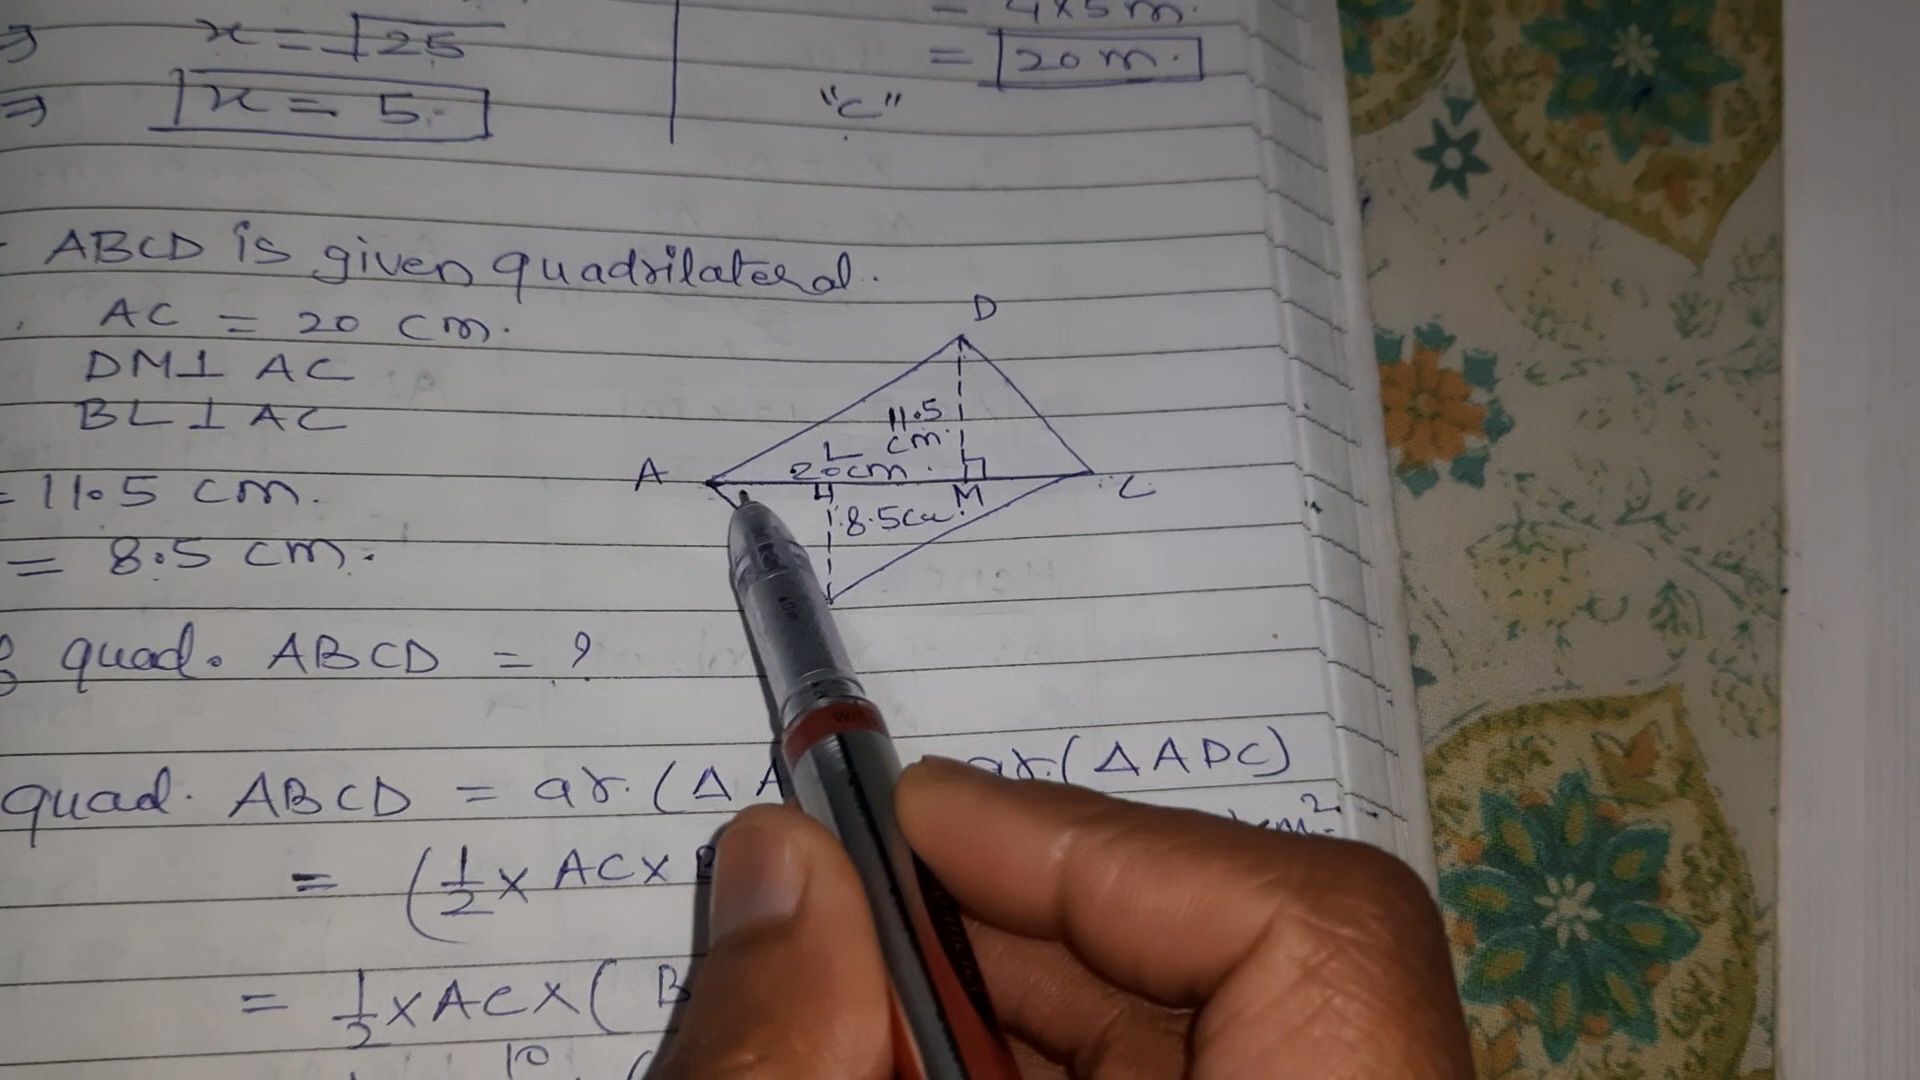 ⇒ x = √25
⇒ x = 5.
= 4×5 m.
= 20 m.
"C"
ABCD is given quadrilateral.
AC = 20 cm.
DM⊥ AC
BL⊥ AC
= 11.5 cm.
= 8.5 cm.
D
11.5
cm.
L
A
20cm.
M
C
8.5cm.
quad. ABCD = ?
quad. ABCD = ar. (Δ A
ar. (Δ ADC)
cm²
= (1/2 × AC× B
= 1/2 ×AC× ( B
10